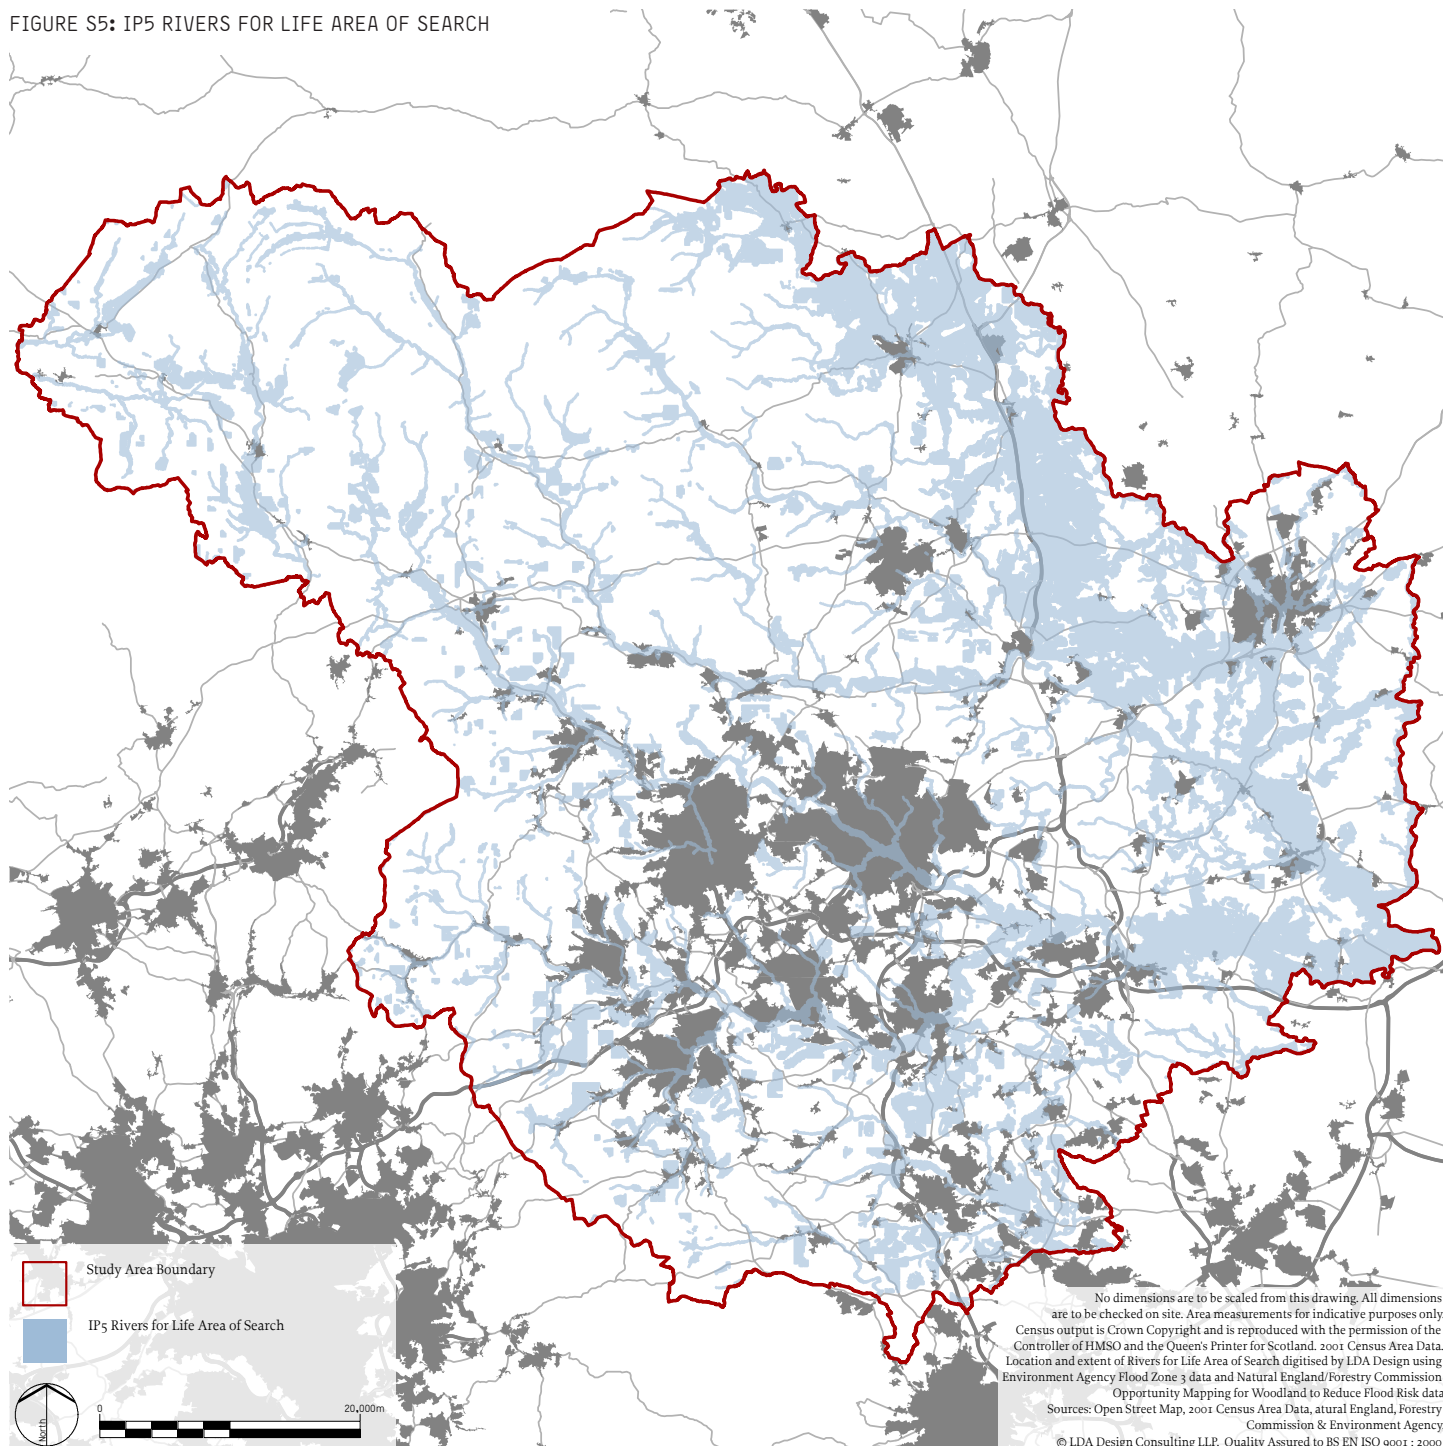 FIGURE S5: IP5 RIVERS FOR LIFE AREA OF SEARCH
Study Area Boundary
IP5 Rivers for Life Area of Search
North
0 20,000m
No dimensions are to be scaled from this drawing. All dimensions
are to be checked on site. Area measurements for indicative purposes only.
Census output is Crown Copyright and is reproduced with the permission of the
Controller of HMSO and the Queen's Printer for Scotland. 2001 Census Area Data.
Location and extent of Rivers for Life Area of Search digitised by LDA Design using
Environment Agency Flood Zone 3 data and Natural England/Forestry Commission
Opportunity Mapping for Woodland to Reduce Flood Risk data
Sources: Open Street Map, 2001 Census Area Data, atural England, Forestry
Commission & Environment Agency
© LDA Design Consulting LLP. Quality Assured to BS EN ISO 9001 : 2000